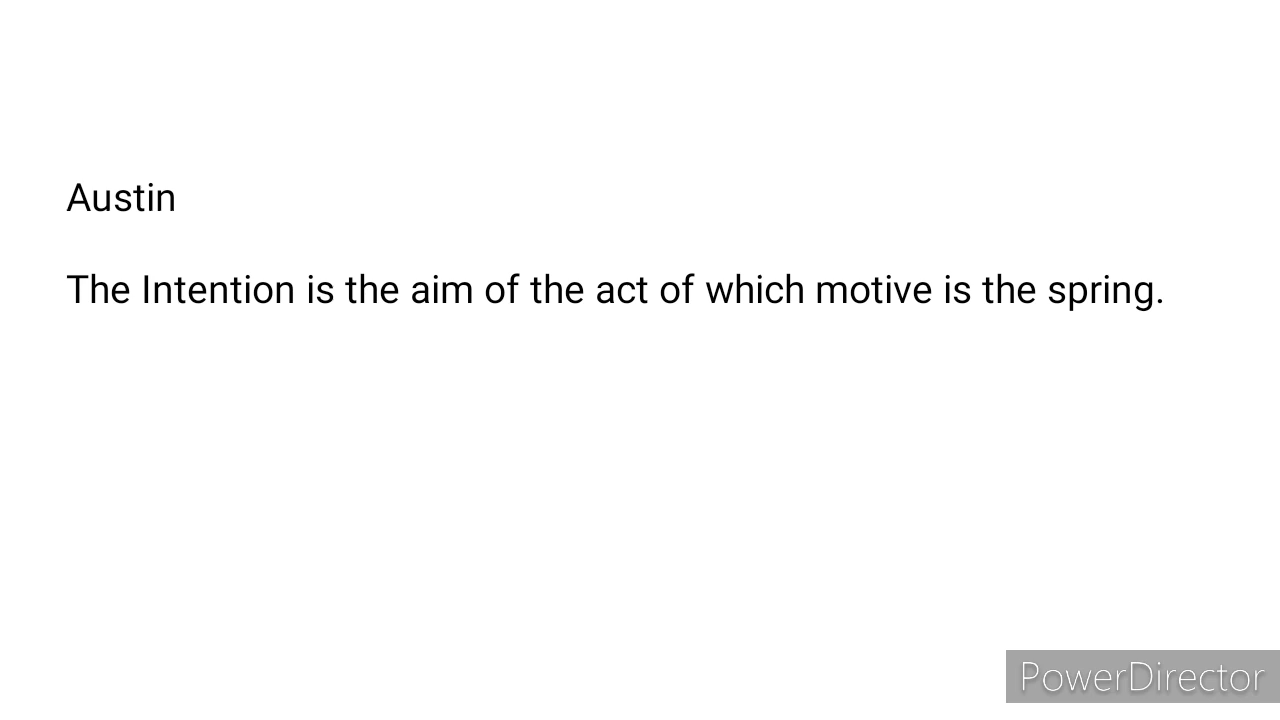 Austin
The Intention is the aim of the act of which motive is the spring.
PowerDirector